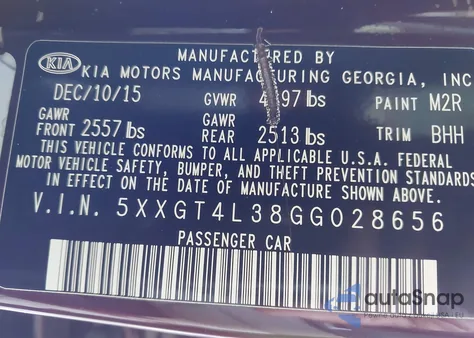 MANUFACTURED BY
KIA KIA MOTORS MANUFACTURING GEORGIA, INC
DEC/10/15 GVWR lbs PAINT M2R
GAWR FRONT 2557 lbs GAWR REAR 2513 lbs TRIM BHH
THIS VEHICLE CONFORMS TO ALL APPLICABLE U.S. FEDERAL
MOTOR VEHICLE SAFETY, BUMPER, AND THEFT PREVENTION STANDARDS
IN EFFECT ON THE DATE OF MANUFACTURE SHOWN ABOVE.
V.I.N. 5XXGT4L38GG028656
PASSENGER CAR
autoSnap